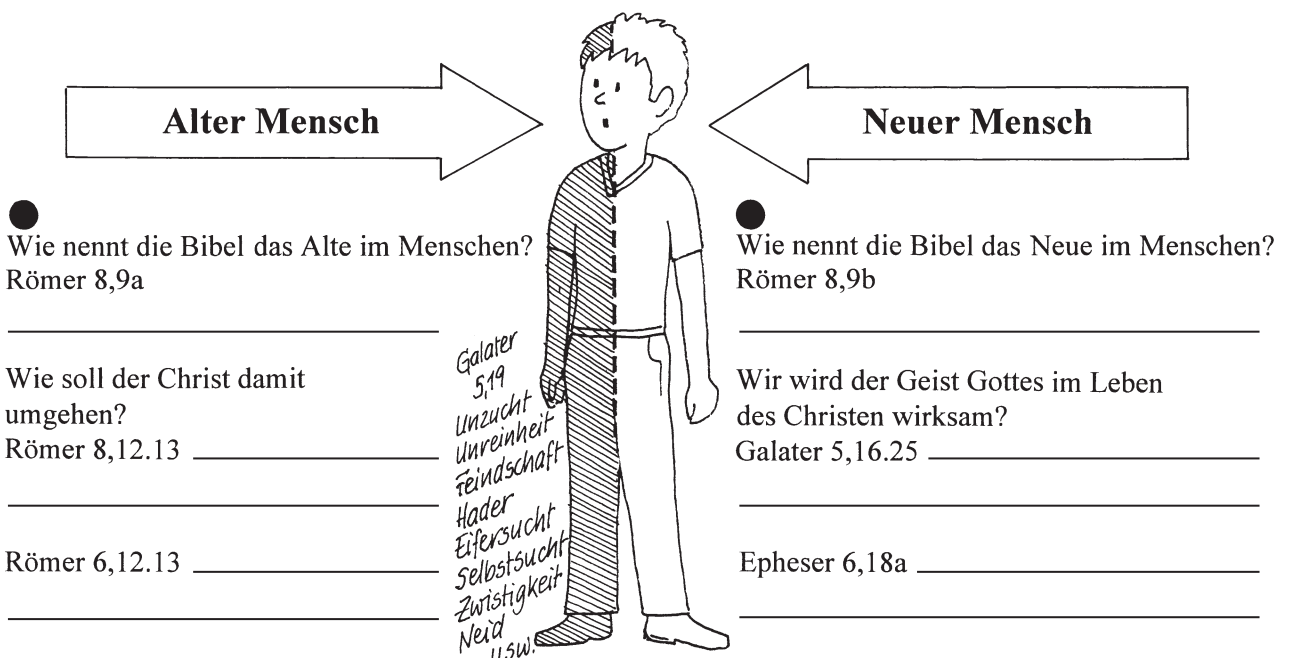 Alter Mensch
Neuer Mensch
Wie nennt die Bibel das Alte im Menschen?
Römer 8,9a
Wie soll der Christ damit
umgehen?
Römer 8,12.13
Römer 6,12.13
Galater
5,19
Unzucht
Unreinheit
Feindschaft
Hader
Eifersucht
Selbstsucht
Zwistigkeit
Neid
usw.
Wie nennt die Bibel das Neue im Menschen?
Römer 8,9b
Wir wird der Geist Gottes im Leben
des Christen wirksam?
Galater 5,16.25
Epheser 6,18a